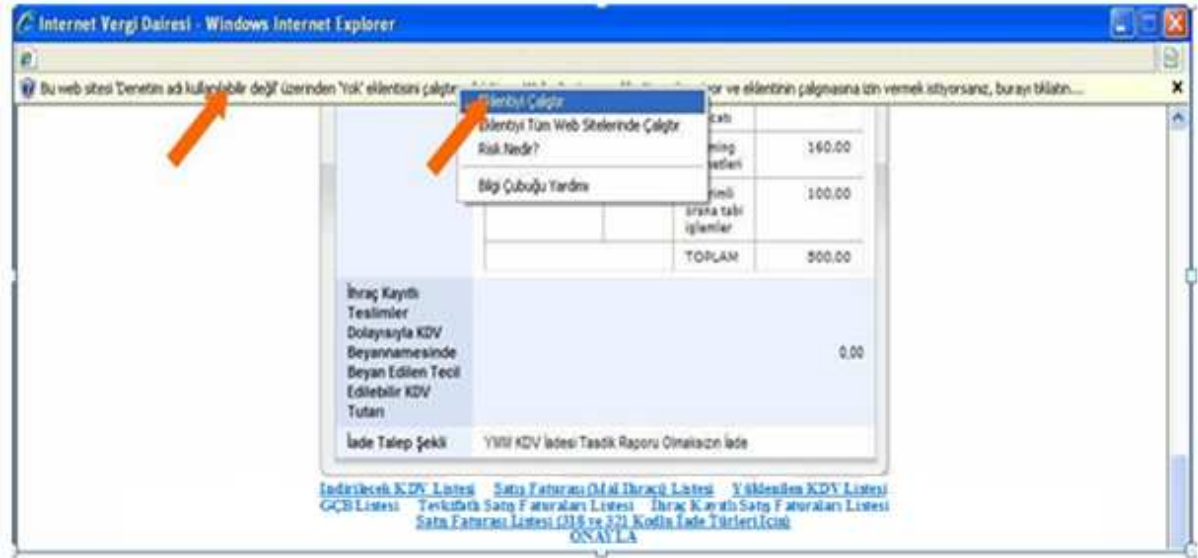 Internet Vergi Dairesi - Windows Internet Explorer
Bu web sitesi 'Denetim adı kullanılabilir değil' üzerinden 'Yok' eklentisini çalıştır ve eklentinin çalışmasına izin vermek istiyorsanız, burayı tıklatın....
Eklentiyi Çalıştır
Eklentiyi Tüm Web Sitelerinde Çalıştır
Risk Nedir?
160.00
Bilgi Çubuğu Yardımı
100.00
orana tabi
işlemler
TOPLAM 500.00
İhraç Kayıtlı
Teslimler
Dolayısıyla KDV
Beyannamesinde
Beyan Edilen Tecil
Edilebilir KDV
Tutarı
0,00
İade Talep Şekli YMM KDV İadesi Tasdik Raporu Olmaksızın İade
İndirilecek KDV Listesi Satış Faturası (Mal İhracı) Listesi Yüklenilen KDV Listesi
GÇB Listesi Tevkifatlı Satış Faturaları Listesi İhraç Kayıtlı Satış Faturaları Listesi
Satış Faturası Listesi (318 ve 321 Kodlu İade Türleri İçin)
ONAYLA